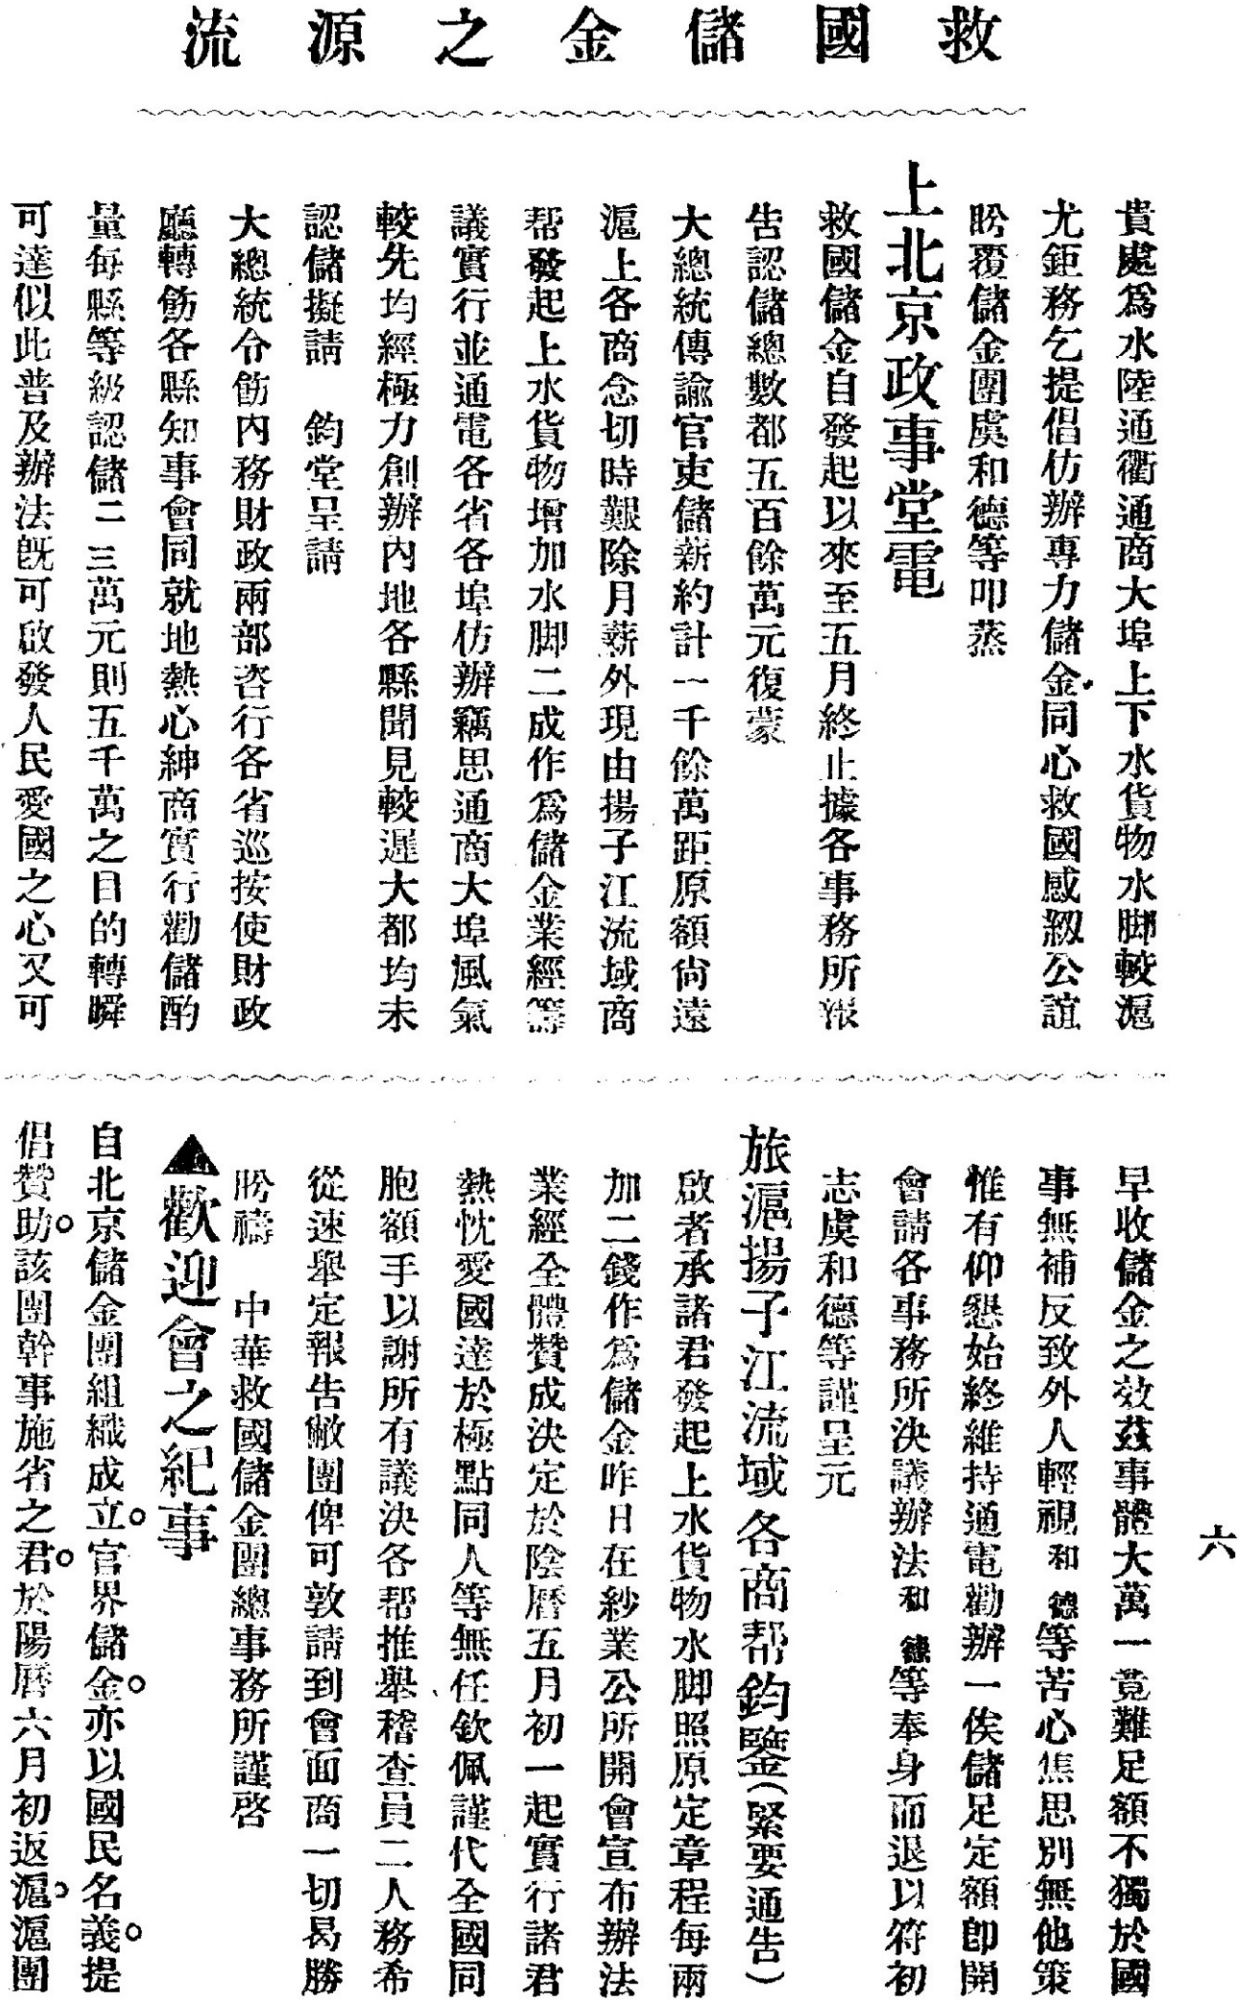 救國儲金之源流
貴處爲水陸通衢通商大埠上下水貨物水脚較滬
尤鉅務乞提倡仿辦專力儲金同心救國感紉公誼
盼覆儲金團虞和德等叩蒸
上北京政事堂電
救國儲金自發起以來至五月終止據各事務所報
告認儲總數都五百餘萬元復蒙
大總統傳諭官吏儲薪約計一千餘萬距原額尙遠
滬上各商念切時艱除月薪外現由揚子江流域商
帮發起上水貨物增加水脚二成作爲儲金業經籌
議實行並通電各省各埠仿辦竊思通商大埠風氣
較先均經極力創辦內地各縣聞見較遲大都均未
認儲擬請　鈞堂呈請
大總統令飭內務財政兩部咨行各省巡按使財政
廳轉飭各縣知事會同就地熱心紳商實行勸儲酌
量每縣等級認儲二三萬元則五千萬之目的轉瞬
可達似此普及辦法旣可啟發人民愛國之心又可
早收儲金之效茲事體大萬一竟難足額不獨於國
事無補反致外人輕視和德等苦心焦思別無他策
惟有仰懇始終維持通電勸辦一俟儲足定額卽開
會請各事務所決議辦法和德等奉身而退以符初
志虞和德等謹呈元
旅滬揚子江流域各商帮鈞鑒(緊要通告)
啟者承諸君發起上水貨物水脚照原定章程每兩
加二錢作爲儲金昨日在紗業公所開會宣布辦法
業經全體贊成決定於陰曆五月初一起實行諸君
熱忱愛國達於極點同人等無任欽佩謹代全國同
胞額手以謝所有議決各帮推舉稽查員二人務希
從速舉定報告敝團俾可敦請到會面商一切曷勝
盼禱　中華救國儲金團總事務所謹啓
▲歡迎會之紀事
自北京儲金團組織成立。官界儲金。亦以國民名義。提
倡贊助。該團幹事施省之君。於陽曆六月初返滬。滬團
六